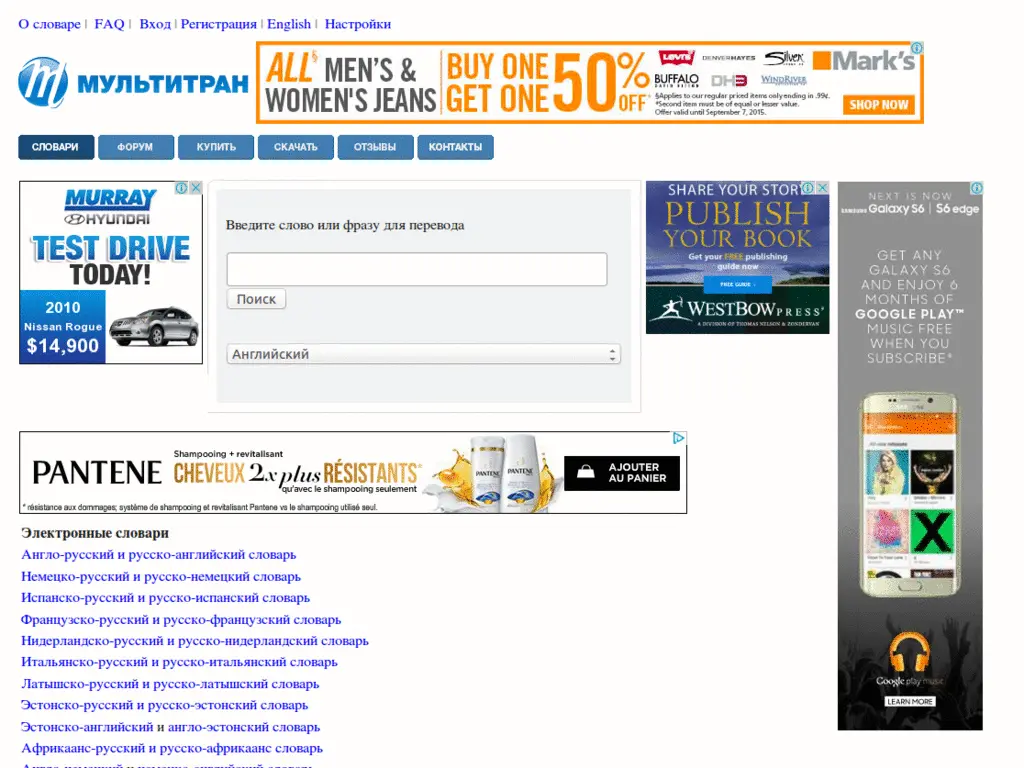 О словаре | FAQ | Вход | Регистрация | English | Настройки
МУЛЬТИТРАН
ALL§ MEN'S & WOMEN'S JEANS
BUY ONE GET ONE 50% OFF*
LEVI'S DENVER HAYES Silver JEANS CO.
BUFFALO DAVID BITTON DH3 WINDRIVER
Mark's
§Applies to our regular priced items only ending in .99¢.
*Second item must be of equal or lesser value.
Offer valid until September 7, 2015.
SHOP NOW
СЛОВАРИ ФОРУМ КУПИТЬ СКАЧАТЬ ОТЗЫВЫ КОНТАКТЫ
MURRAY
HYUNDAI
TEST DRIVE
TODAY!
2010
Nissan Rogue
$14,900
Введите слово или фразу для перевода
Поиск
Английский
SHARE YOUR STORY
PUBLISH
YOUR BOOK
Get your FREE publishing
guide now
FREE GUIDE
WESTBOW PRESS
A DIVISION OF THOMAS NELSON & ZONDERVAN
NEXT IS NOW
SAMSUNG Galaxy S6 | S6 edge
GET ANY
GALAXY S6
AND ENJOY 6
MONTHS OF
GOOGLE PLAY™
MUSIC FREE
WHEN YOU
SUBSCRIBE*
Google play music
LEARN MORE
PANTENE
Shampooing + revitalisant
CHEVEUX 2x plus RÉSISTANTS*
qu'avec le shampooing seulement
PANTENE PANTENE
AJOUTER
AU PANIER
* résistance aux dommages; système de shampooing et revitalisant Pantene vs le shampooing utilisé seul.
Электронные словари
Англо-русский и русско-английский словарь
Немецко-русский и русско-немецкий словарь
Испанско-русский и русско-испанский словарь
Французско-русский и русско-французский словарь
Нидерландско-русский и русско-нидерландский словарь
Итальянско-русский и русско-итальянский словарь
Латышско-русский и русско-латышский словарь
Эстонско-русский и русско-эстонский словарь
Эстонско-английский и англо-эстонский словарь
Африкаанс-русский и русско-африкаанс словарь